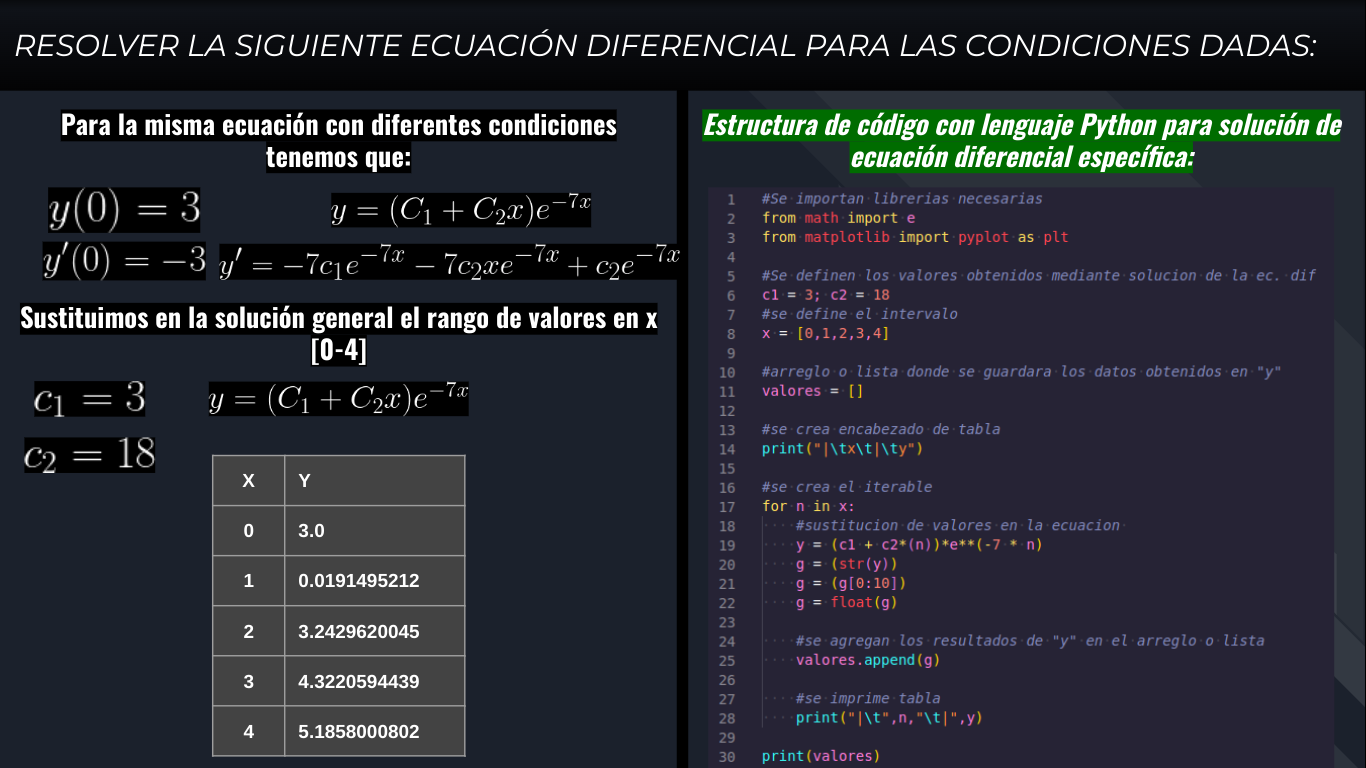 RESOLVER LA SIGUIENTE ECUACIÓN DIFERENCIAL PARA LAS CONDICIONES DADAS:
Para la misma ecuación con diferentes condiciones
tenemos que:
y(0) = 3
y = (C₁ + C₂x)e^{-7x}
y′(0) = −3
y′ = −7c₁e^{−7x} − 7c₂xe^{−7x} + c₂e^{−7x}
Sustituimos en la solución general el rango de valores en x
[0-4]
c₁ = 3
y = (C₁ + C₂x)e^{-7x}
c₂ = 18
X Y
0 3.0
1 0.0191495212
2 3.2429620045
3 4.3220594439
4 5.1858000802
Estructura de código con lenguaje Python para solución de
ecuación diferencial específica:
1 #Se importan librerias necesarias
2 from math import e
3 from matplotlib import pyplot as plt
4
5 #Se definen los valores obtenidos mediante solucion de la ec. dif
6 c1 = 3; c2 = 18
7 #se define el intervalo
8 x = [0,1,2,3,4]
9
10 #arreglo o lista donde se guardara los datos obtenidos en "y"
11 valores = []
12
13 #se crea encabezado de tabla
14 print("|\tx\t|\ty")
15
16 #se crea el iterable
17 for n in x:
18     #sustitucion de valores en la ecuacion
19     y = (c1 + c2*(n))*e**(-7 * n)
20     g = (str(y))
21     g = (g[0:10])
22     g = float(g)
23
24     #se agregan los resultados de "y" en el arreglo o lista
25     valores.append(g)
26
27     #se imprime tabla
28     print("|\t",n,"\t|",y)
29
30 print(valores)